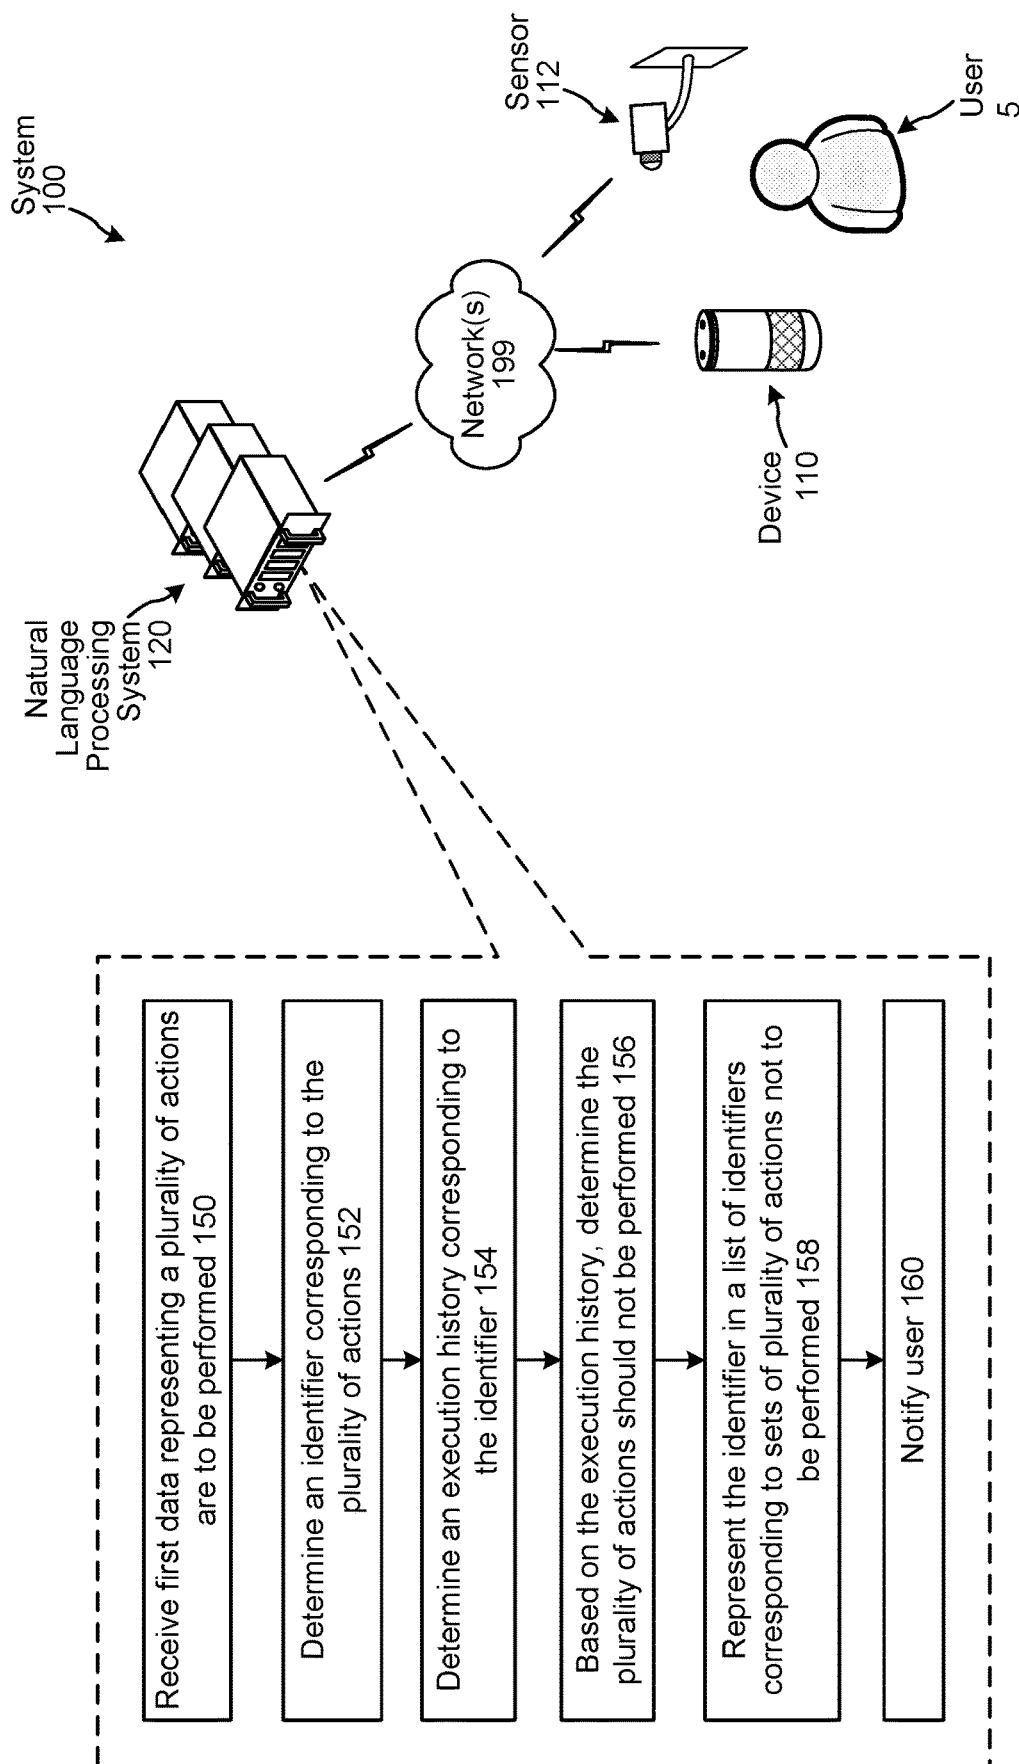 System
100
Natural
Language
Processing
System
120
Network(s)
199
Sensor
112
Device
110
User
5
Receive first data representing a plurality of actions
are to be performed 150
Determine an identifier corresponding to the
plurality of actions 152
Determine an execution history corresponding to
the identifier 154
Based on the execution history, determine the
plurality of actions should not be performed 156
Represent the identifier in a list of identifiers
corresponding to sets of plurality of actions not to
be performed 158
Notify user 160